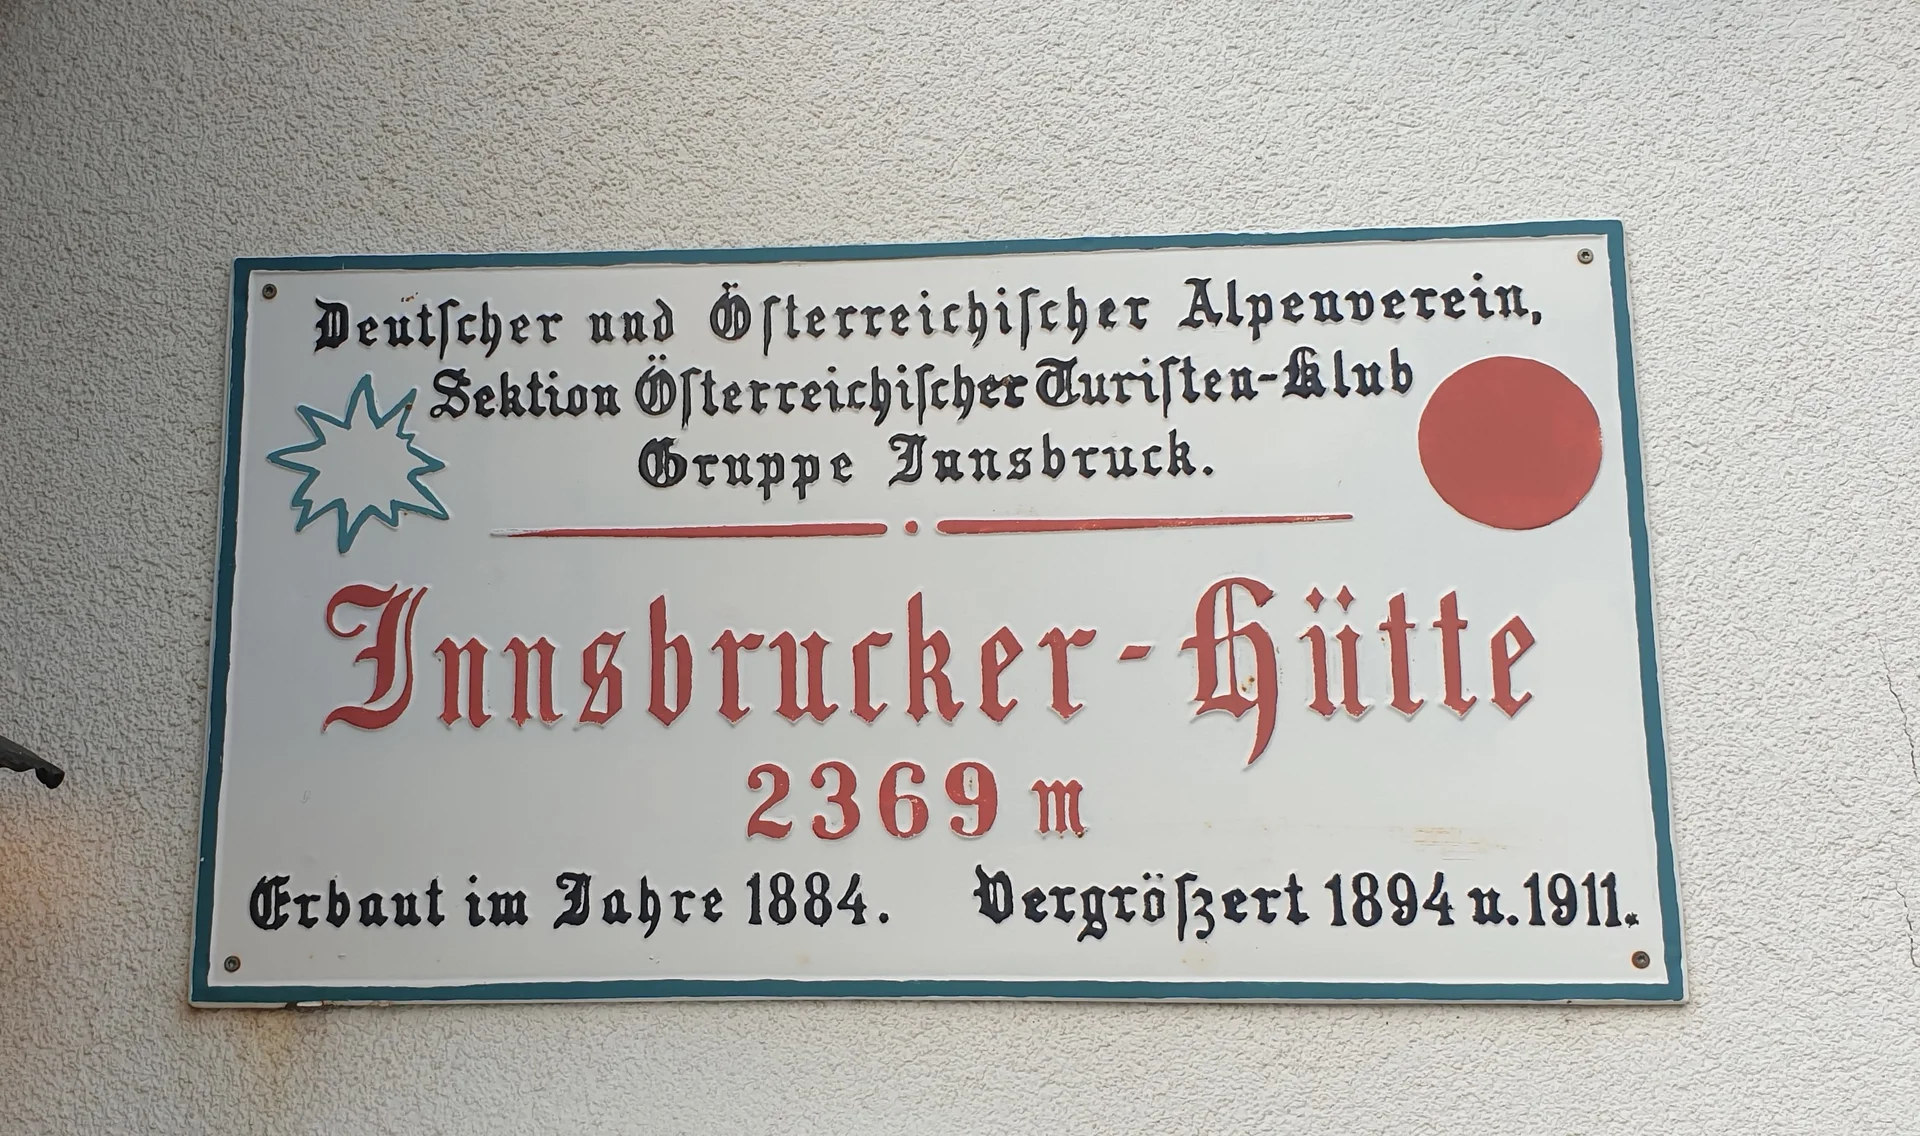 Deutſcher und Öſterreichiſcher Alpenverein,
Sektion Öſterreichiſcher Turiſten-Klub
Gruppe Innsbruck.
Innsbrucker-Hütte
2369 m
Erbaut im Jahre 1884. Vergröſzert 1894 u. 1911.